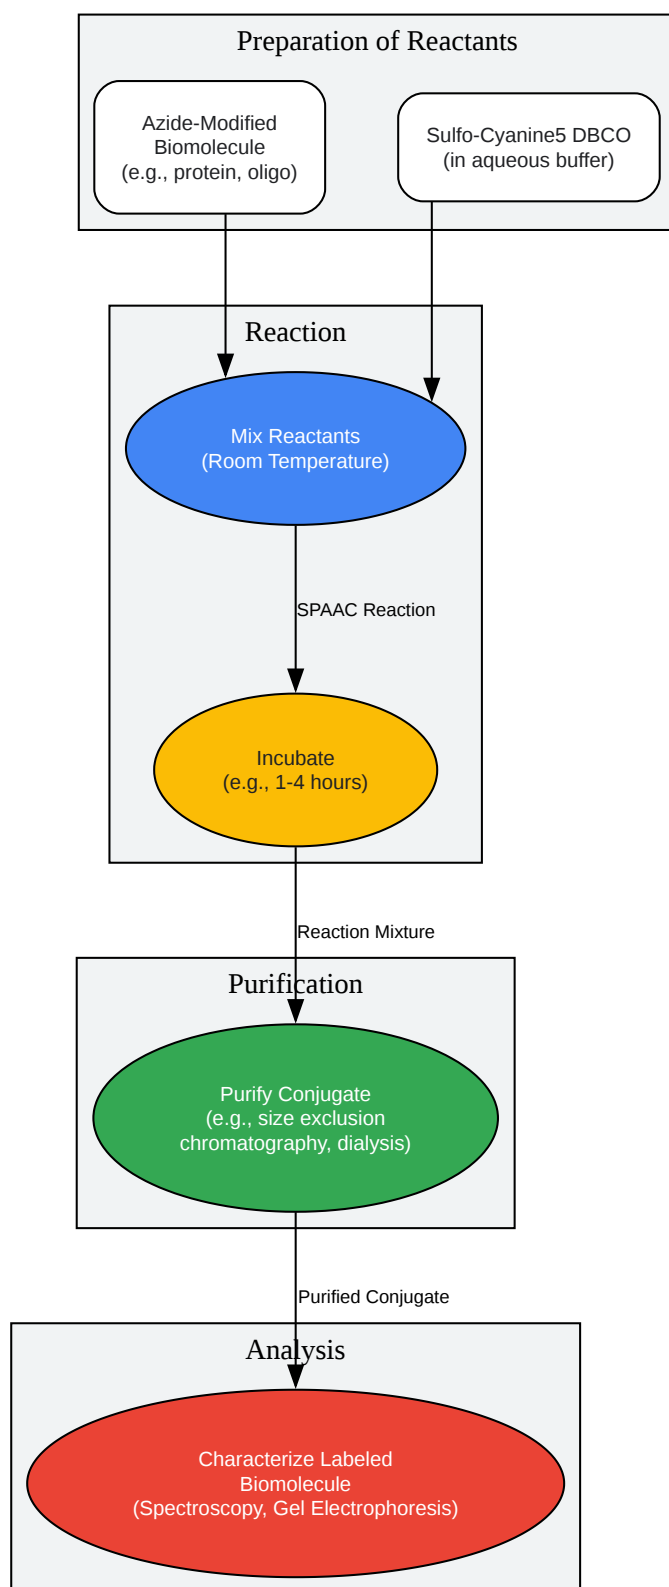 Preparation of Reactants
Azide-Modified
Biomolecule
(e.g., protein, oligo)
Sulfo-Cyanine5 DBCO
(in aqueous buffer)
Reaction
Mix Reactants
(Room Temperature)
SPAAC Reaction
Incubate
(e.g., 1-4 hours)
Reaction Mixture
Purification
Purify Conjugate
(e.g., size exclusion
chromatography, dialysis)
Purified Conjugate
Analysis
Characterize Labeled
Biomolecule
(Spectroscopy, Gel Electrophoresis)